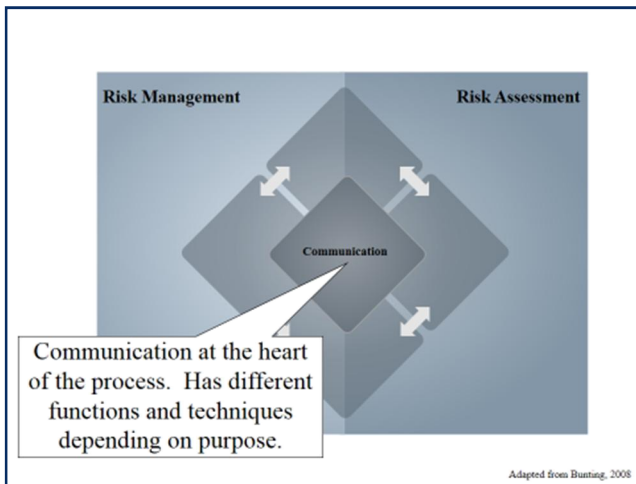 Risk Management
Risk Assessment
Communication
Communication at the heart
of the process.  Has different
functions and techniques
depending on purpose.
Adapted from Bunting, 2008